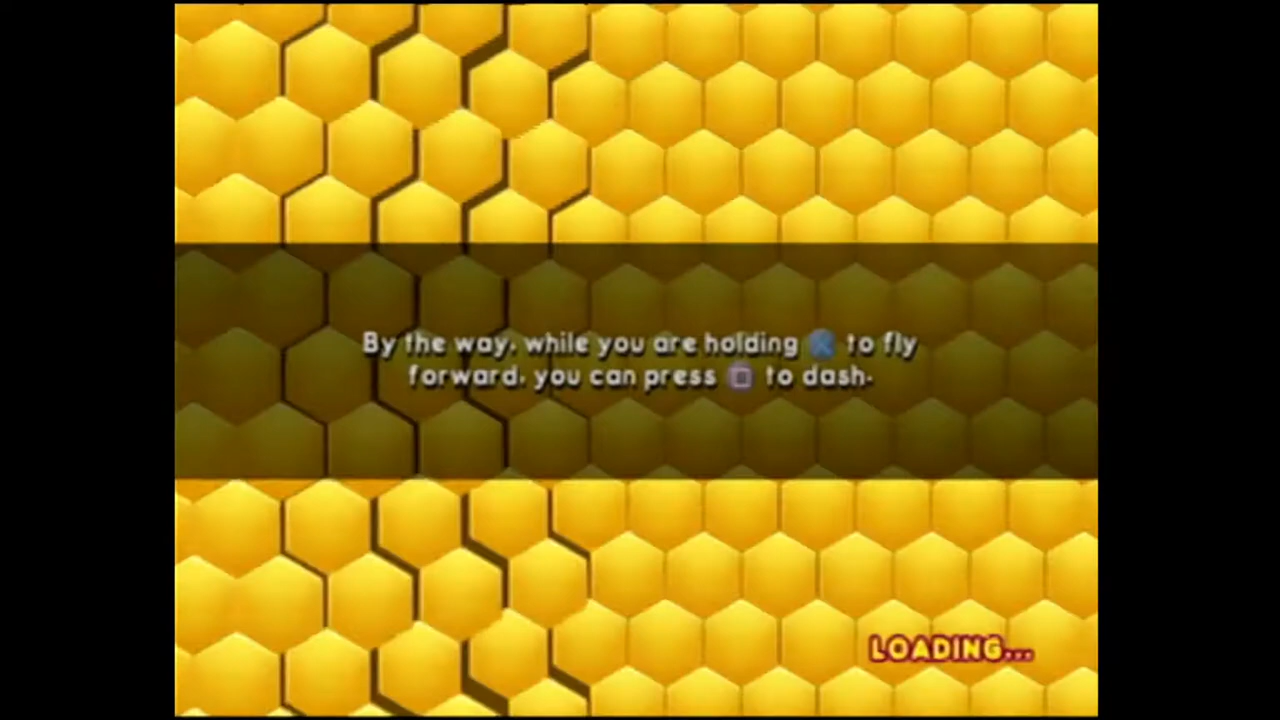 By the way, while you are holding to fly
forward, you can press to dash.
LOADING...